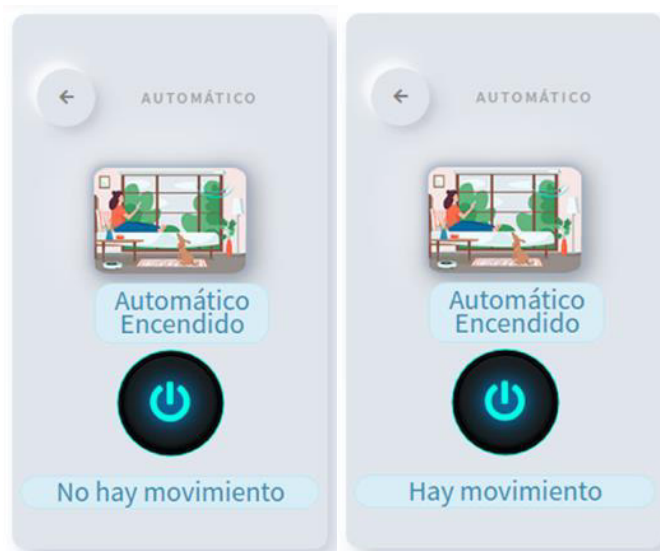 AUTOMÁTICO
Automático
Encendido
No hay movimiento
AUTOMÁTICO
Automático
Encendido
Hay movimiento